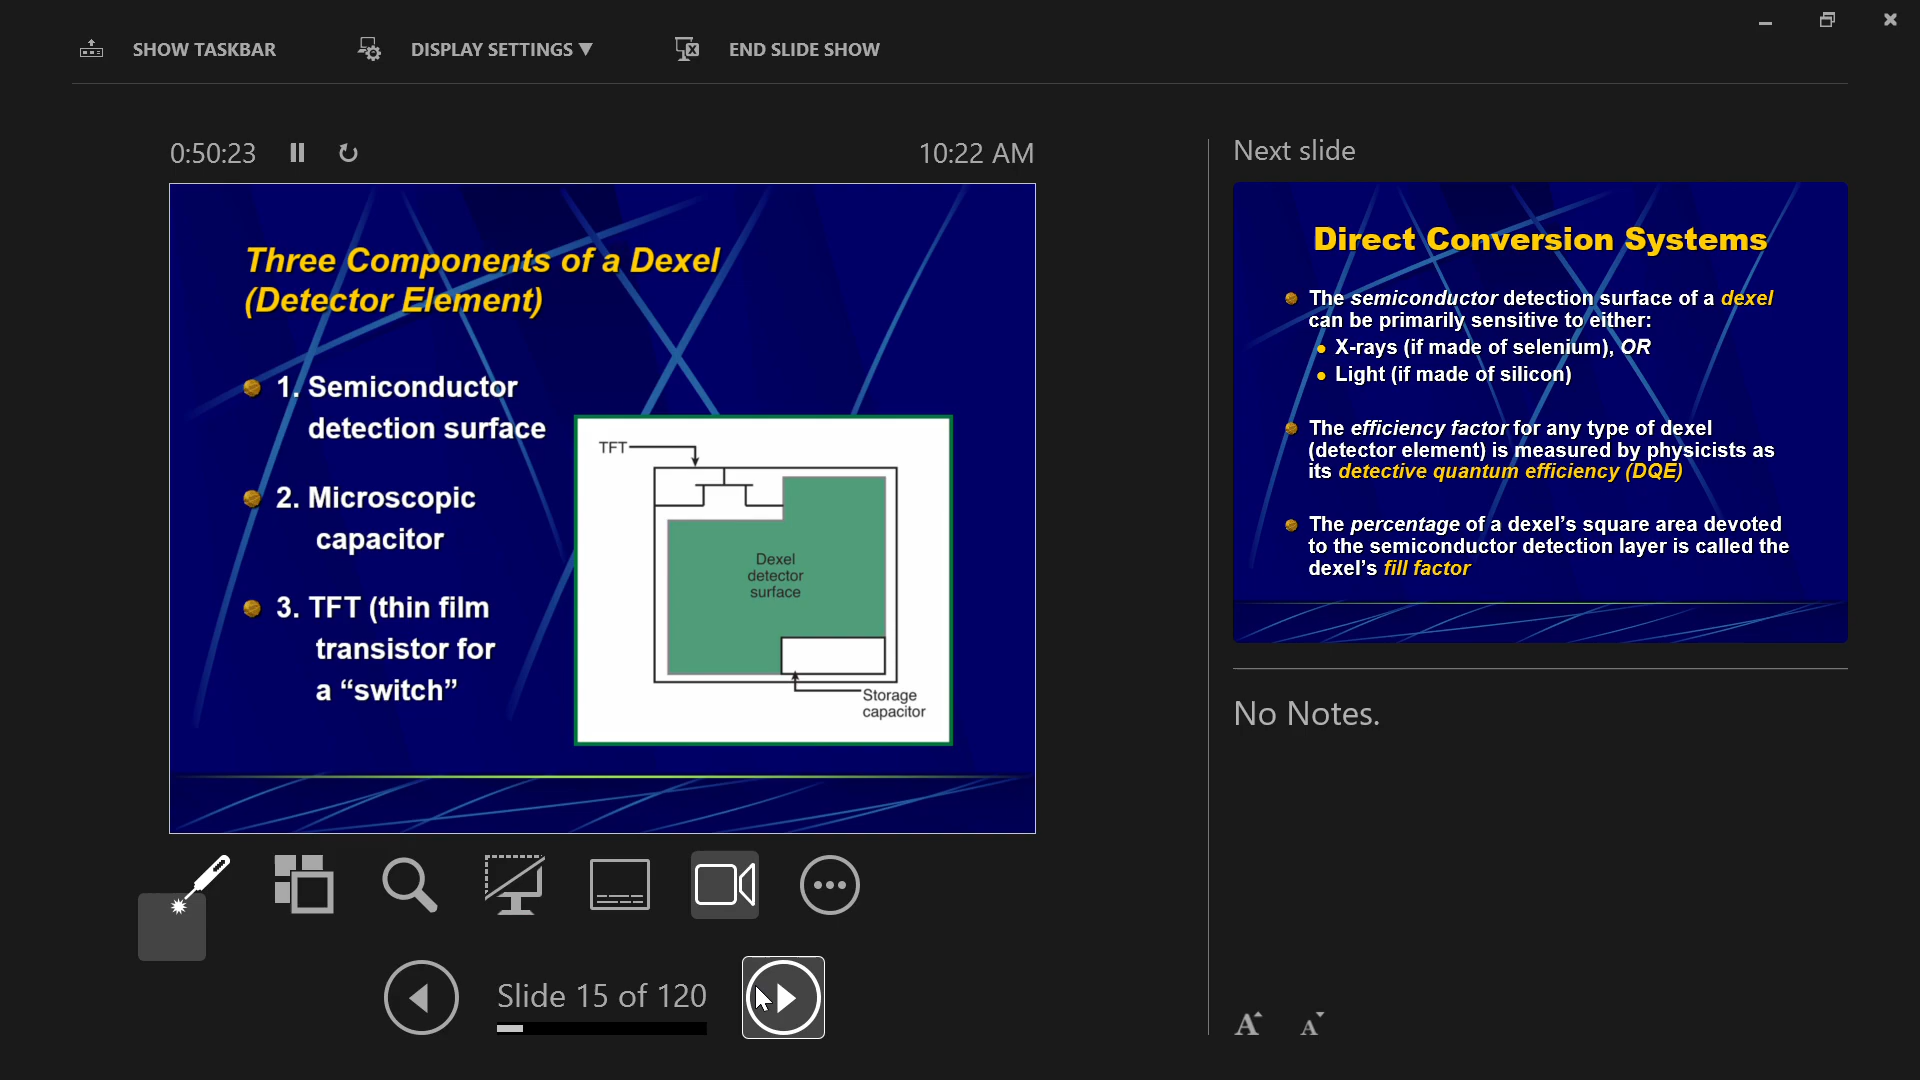 SHOW TASKBAR
DISPLAY SETTINGS ▼
END SLIDE SHOW
0:50:23
10:22 AM
Three Components of a Dexel
(Detector Element)
1. Semiconductor
detection surface
2. Microscopic
capacitor
3. TFT (thin film
transistor for
a “switch”
TFT
Dexel
detector
surface
Storage
capacitor
Slide 15 of 120
Next slide
Direct Conversion Systems
The semiconductor detection surface of a dexel
can be primarily sensitive to either:
X-rays (if made of selenium), OR
Light (if made of silicon)
The efficiency factor for any type of dexel
(detector element) is measured by physicists as
its detective quantum efficiency (DQE)
The percentage of a dexel’s square area devoted
to the semiconductor detection layer is called the
dexel’s fill factor
No Notes.
A A